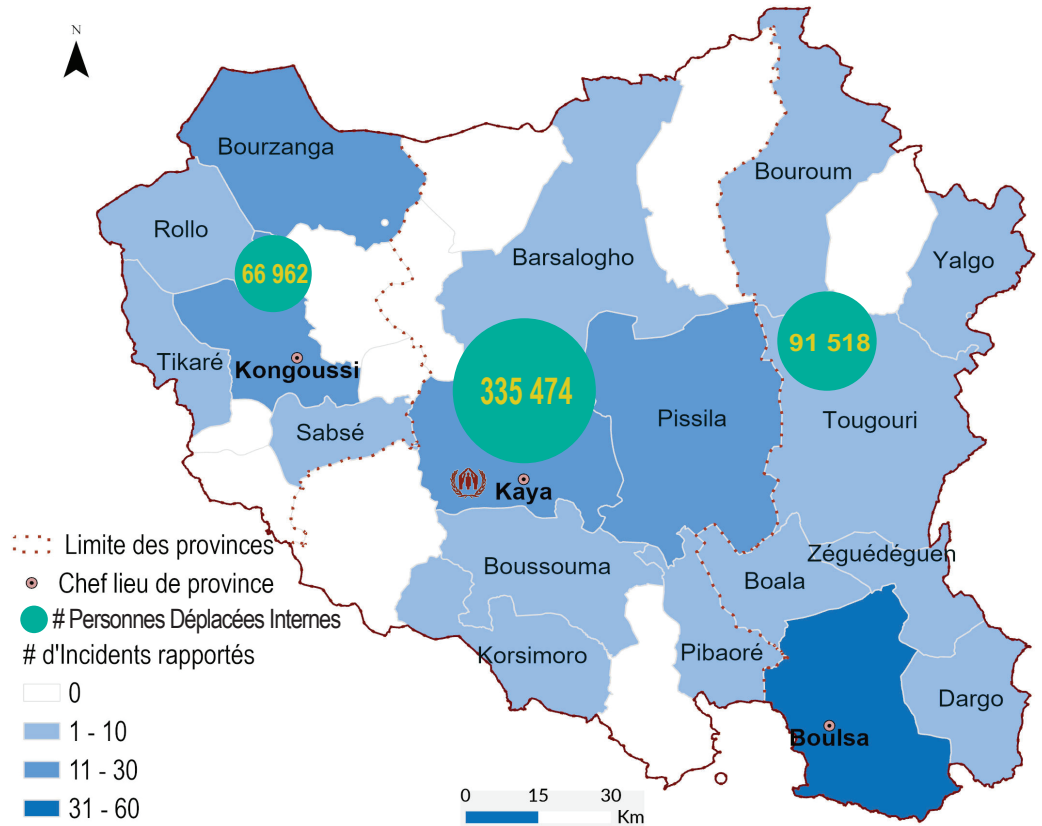 N
Bourzanga
Bouroum
Rollo
Barsalogho
Yalgo
66 962
91 518
Tikaré
Kongoussi
335 474
Pissila
Tougouri
Sabsé
Kaya
Zéguédéguen
Boussouma
Boala
Korsimoro
Pibaoré
Dargo
Boulsa
Limite des provinces
Chef lieu de province
# Personnes Déplacées Internes
# d'Incidents rapportés
0
1 - 10
11 - 30
31 - 60
0 15 30
Km